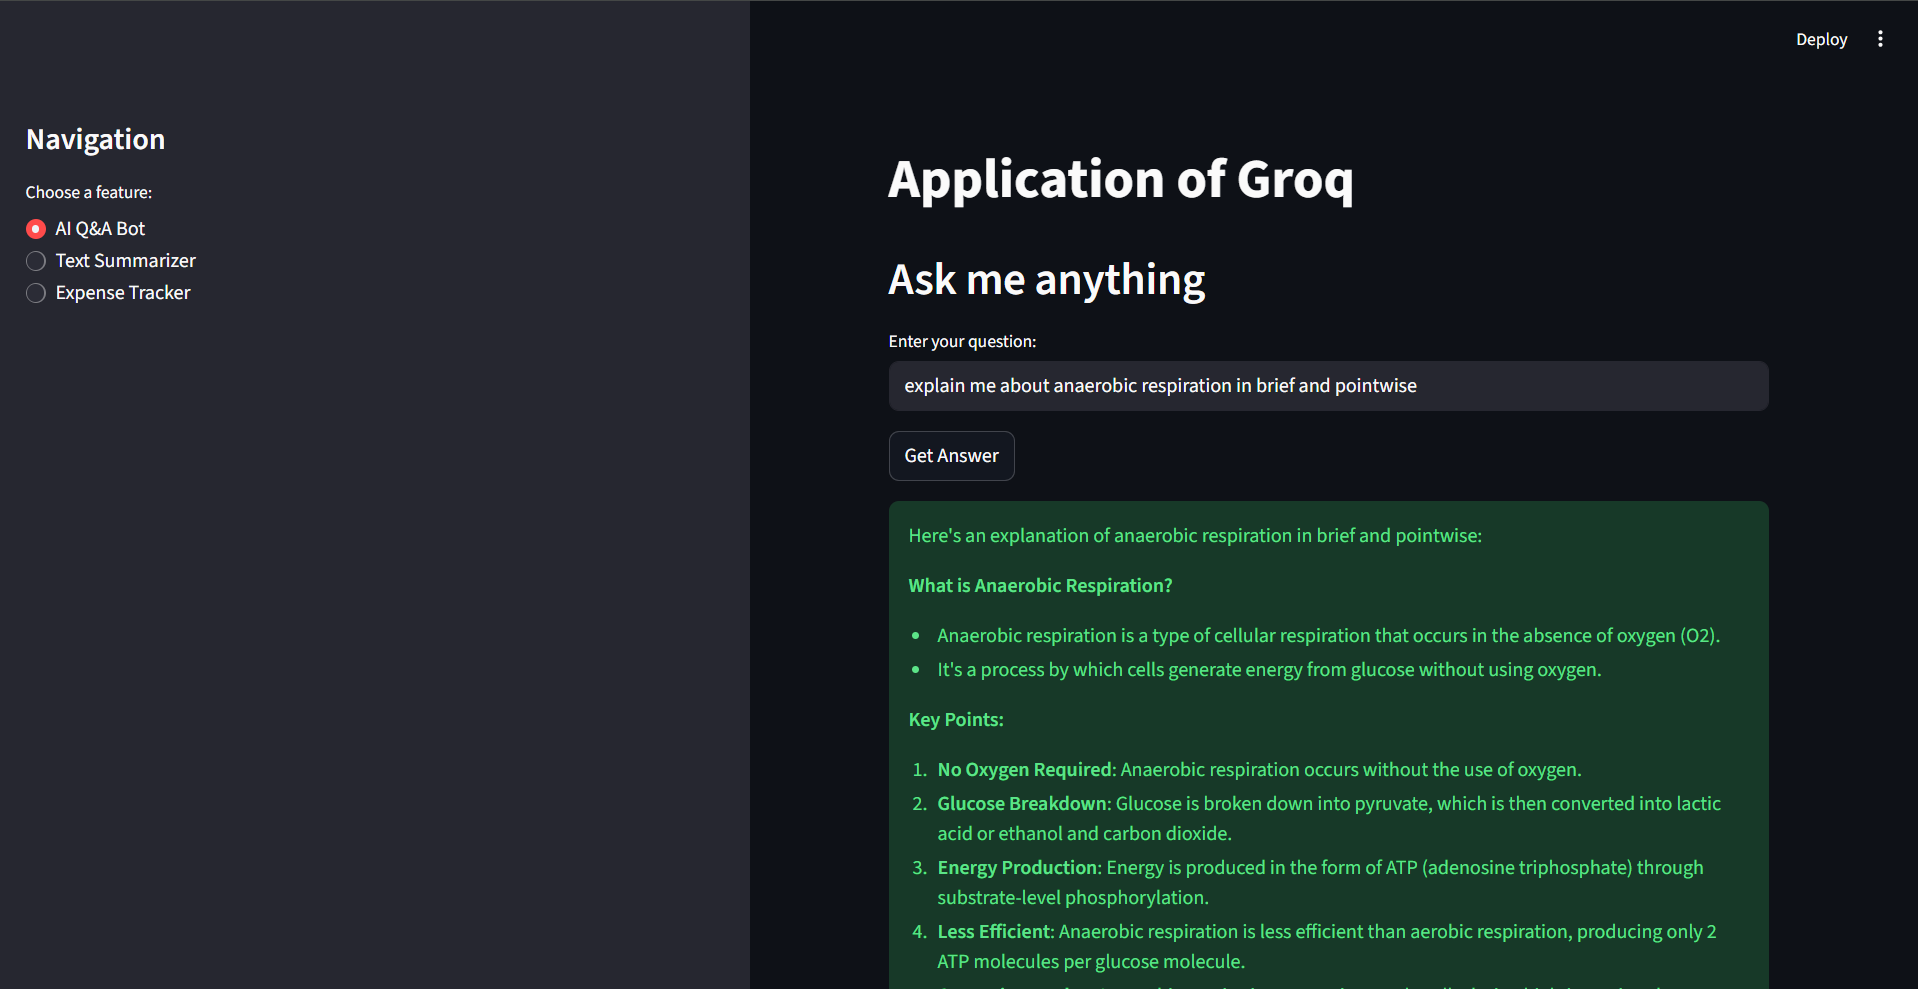 Deploy
Navigation
Choose a feature:
AI Q&A Bot
Text Summarizer
Expense Tracker
Application of Groq
Ask me anything
Enter your question:
explain me about anaerobic respiration in brief and pointwise
Get Answer
Here's an explanation of anaerobic respiration in brief and pointwise:
What is Anaerobic Respiration?
• Anaerobic respiration is a type of cellular respiration that occurs in the absence of oxygen (O2).
• It's a process by which cells generate energy from glucose without using oxygen.
Key Points:
1. No Oxygen Required: Anaerobic respiration occurs without the use of oxygen.
2. Glucose Breakdown: Glucose is broken down into pyruvate, which is then converted into lactic
acid or ethanol and carbon dioxide.
3. Energy Production: Energy is produced in the form of ATP (adenosine triphosphate) through
substrate-level phosphorylation.
4. Less Efficient: Anaerobic respiration is less efficient than aerobic respiration, producing only 2
ATP molecules per glucose molecule.